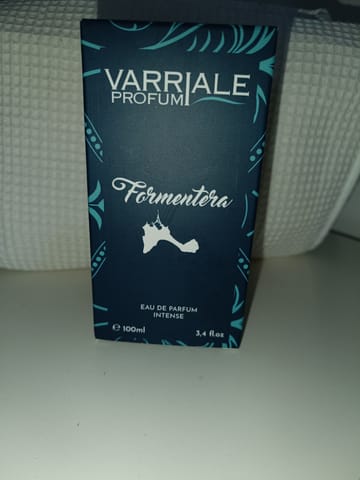 VARRIALE
PROFUMI
Formentera
EAU DE PARFUM
INTENSE
℮ 100ml 3,4 fl.oz